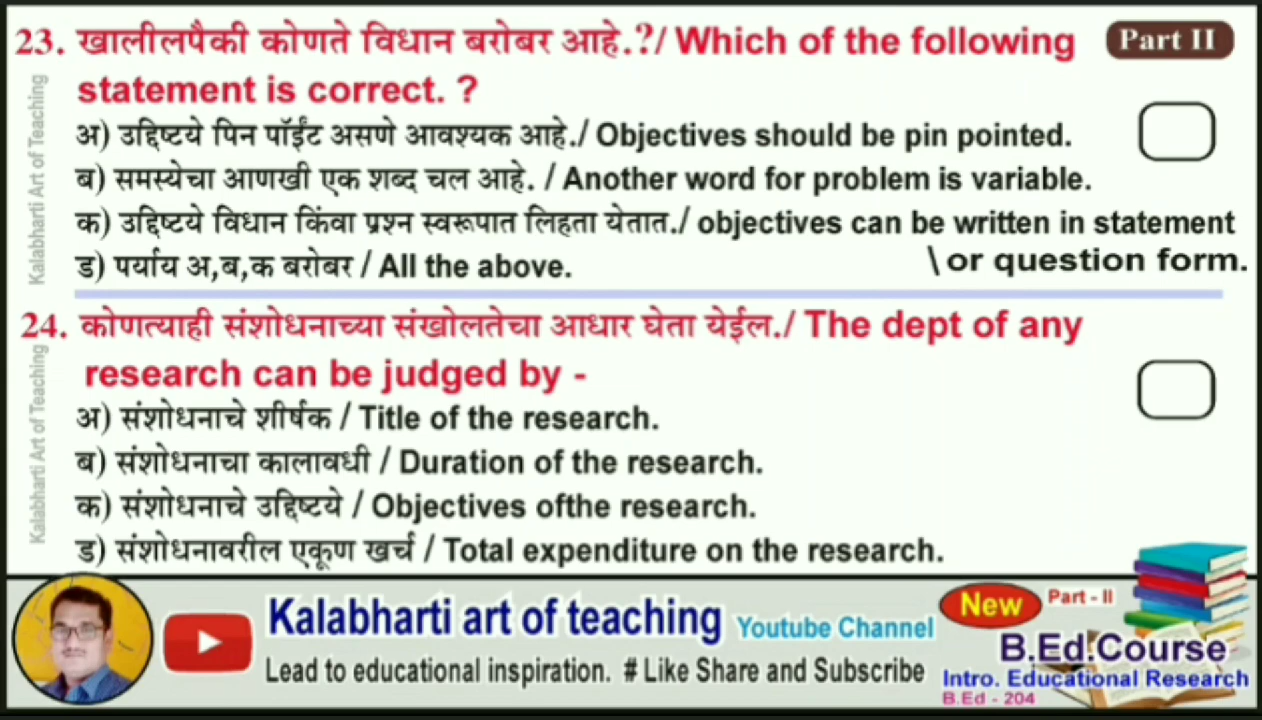 23. खालीलपैकी कोणते विधान बरोबर आहे.?/ Which of the following
Part II
statement is correct. ?
अ) उद्दिष्टये पिन पॉईंट असणे आवश्यक आहे./ Objectives should be pin pointed.
ब) समस्येचा आणखी एक शब्द चल आहे. / Another word for problem is variable.
क) उद्दिष्टये विधान किंवा प्रश्न स्वरूपात लिहता येतात./ objectives can be written in statement
ड) पर्याय अ,ब,क बरोबर / All the above.
\ or question form.
Kalabharti Art of Teaching
24. कोणत्याही संशोधनाच्या संखोलतेचा आधार घेता येईल./ The dept of any
research can be judged by -
अ) संशोधनाचे शीर्षक / Title of the research.
ब) संशोधनाचा कालावधी / Duration of the research.
क) संशोधनाचे उद्दिष्टये / Objectives ofthe research.
ड) संशोधनावरील एकूण खर्च / Total expenditure on the research.
Kalabharti Art of Teaching
Kalabharti art of teaching Youtube Channel
Lead to educational inspiration. # Like Share and Subscribe
New
Part - II
B.Ed.Course
Intro. Educational Research
B.Ed - 204